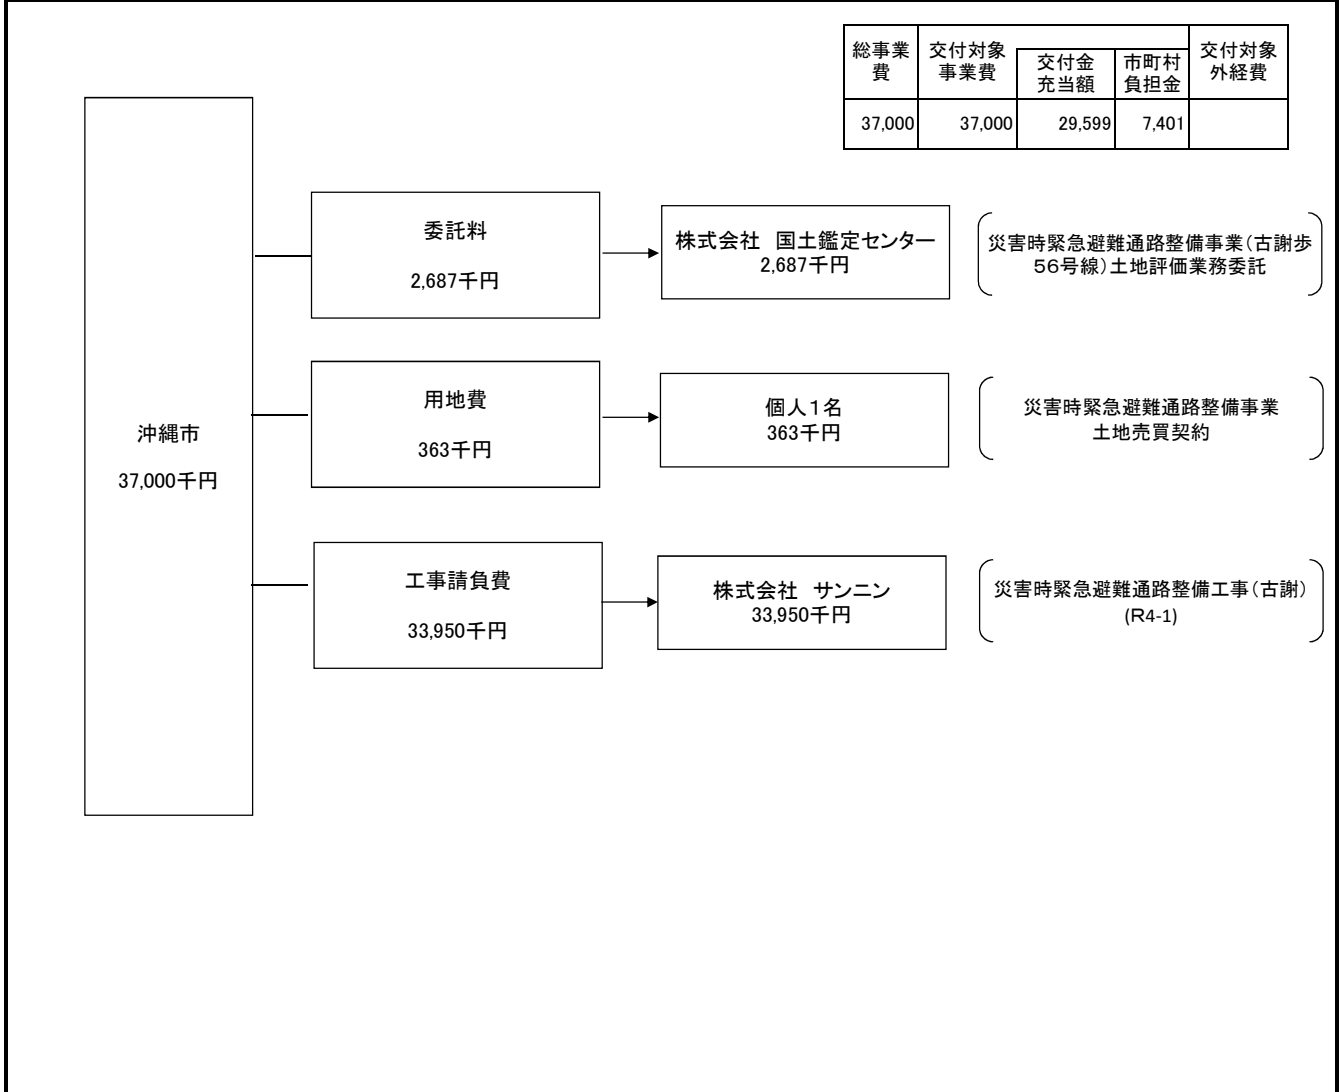 総事業
費
交付対象
事業費
交付金
充当額
市町村
負担金
交付対象
外経費
37,000
37,000
29,599
7,401
沖縄市
37,000千円
委託料
2,687千円
株式会社　国土鑑定センター
2,687千円
災害時緊急避難通路整備事業(古謝歩
５６号線)土地評価業務委託
用地費
363千円
個人１名
363千円
災害時緊急避難通路整備事業
土地売買契約
工事請負費
33,950千円
株式会社　サンニン
33,950千円
災害時緊急避難通路整備工事(古謝)
(R4-1)